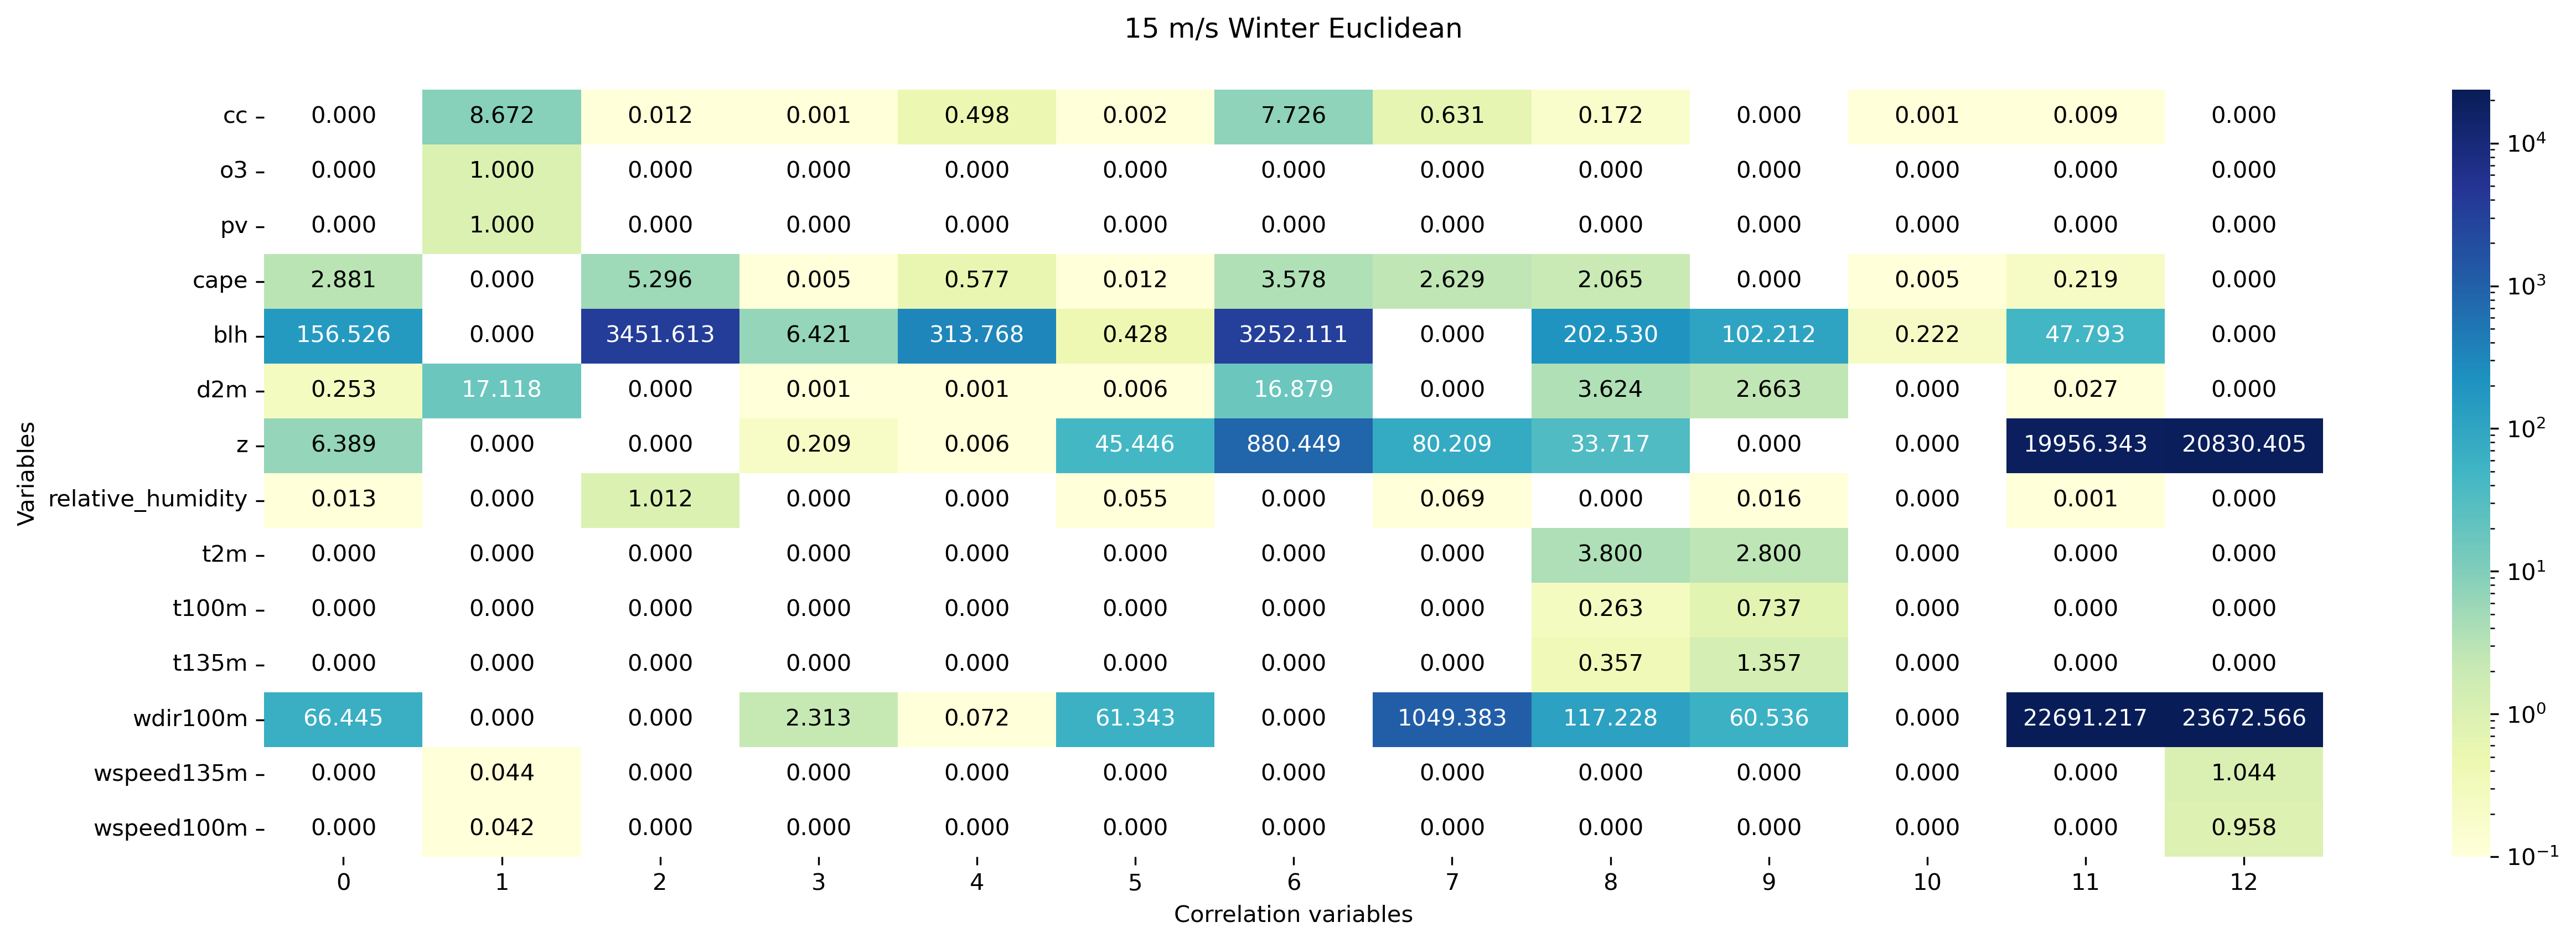 15 m/s Winter Euclidean
cc 0.000 8.672 0.012 0.001 0.498 0.002 7.726 0.631 0.172 0.000 0.001 0.009 0.000
o3 0.000 1.000 0.000 0.000 0.000 0.000 0.000 0.000 0.000 0.000 0.000 0.000 0.000
pv 0.000 1.000 0.000 0.000 0.000 0.000 0.000 0.000 0.000 0.000 0.000 0.000 0.000
cape 2.881 0.000 5.296 0.005 0.577 0.012 3.578 2.629 2.065 0.000 0.005 0.219 0.000
blh 156.526 0.000 3451.613 6.421 313.768 0.428 3252.111 0.000 202.530 102.212 0.222 47.793 0.000
d2m 0.253 17.118 0.000 0.001 0.001 0.006 16.879 0.000 3.624 2.663 0.000 0.027 0.000
z 6.389 0.000 0.000 0.209 0.006 45.446 880.449 80.209 33.717 0.000 0.000 19956.343 20830.405
relative_humidity 0.013 0.000 1.012 0.000 0.000 0.055 0.000 0.069 0.000 0.016 0.000 0.001 0.000
t2m 0.000 0.000 0.000 0.000 0.000 0.000 0.000 0.000 3.800 2.800 0.000 0.000 0.000
t100m 0.000 0.000 0.000 0.000 0.000 0.000 0.000 0.000 0.263 0.737 0.000 0.000 0.000
t135m 0.000 0.000 0.000 0.000 0.000 0.000 0.000 0.000 0.357 1.357 0.000 0.000 0.000
wdir100m 66.445 0.000 0.000 2.313 0.072 61.343 0.000 1049.383 117.228 60.536 0.000 22691.217 23672.566
wspeed135m 0.000 0.044 0.000 0.000 0.000 0.000 0.000 0.000 0.000 0.000 0.000 0.000 1.044
wspeed100m 0.000 0.042 0.000 0.000 0.000 0.000 0.000 0.000 0.000 0.000 0.000 0.000 0.958
0 1 2 3 4 5 6 7 8 9 10 11 12
Correlation variables
Variables
10⁴
10³
10²
10¹
10⁰
10⁻¹